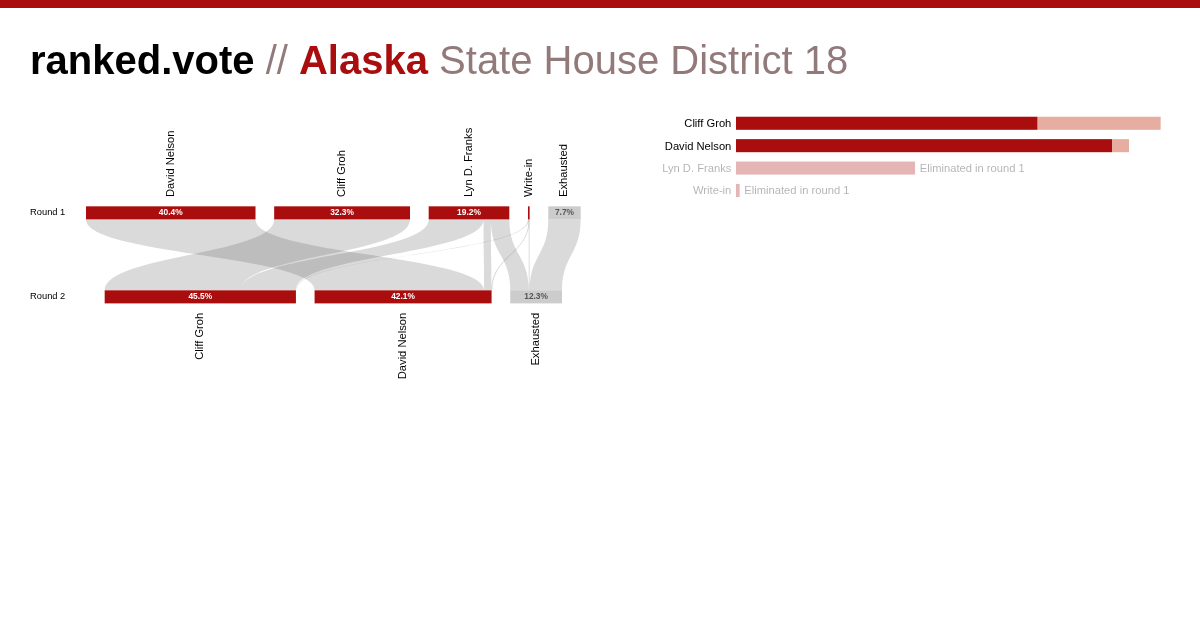 ranked.vote // Alaska State House District 18
David Nelson
Cliff Groh
Lyn D. Franks
Write-in
Exhausted
Round 1
40.4%
32.3%
19.2%
7.7%
Round 2
45.5%
42.1%
12.3%
Cliff Groh
David Nelson
Exhausted
Cliff Groh
David Nelson
Lyn D. Franks Eliminated in round 1
Write-in Eliminated in round 1